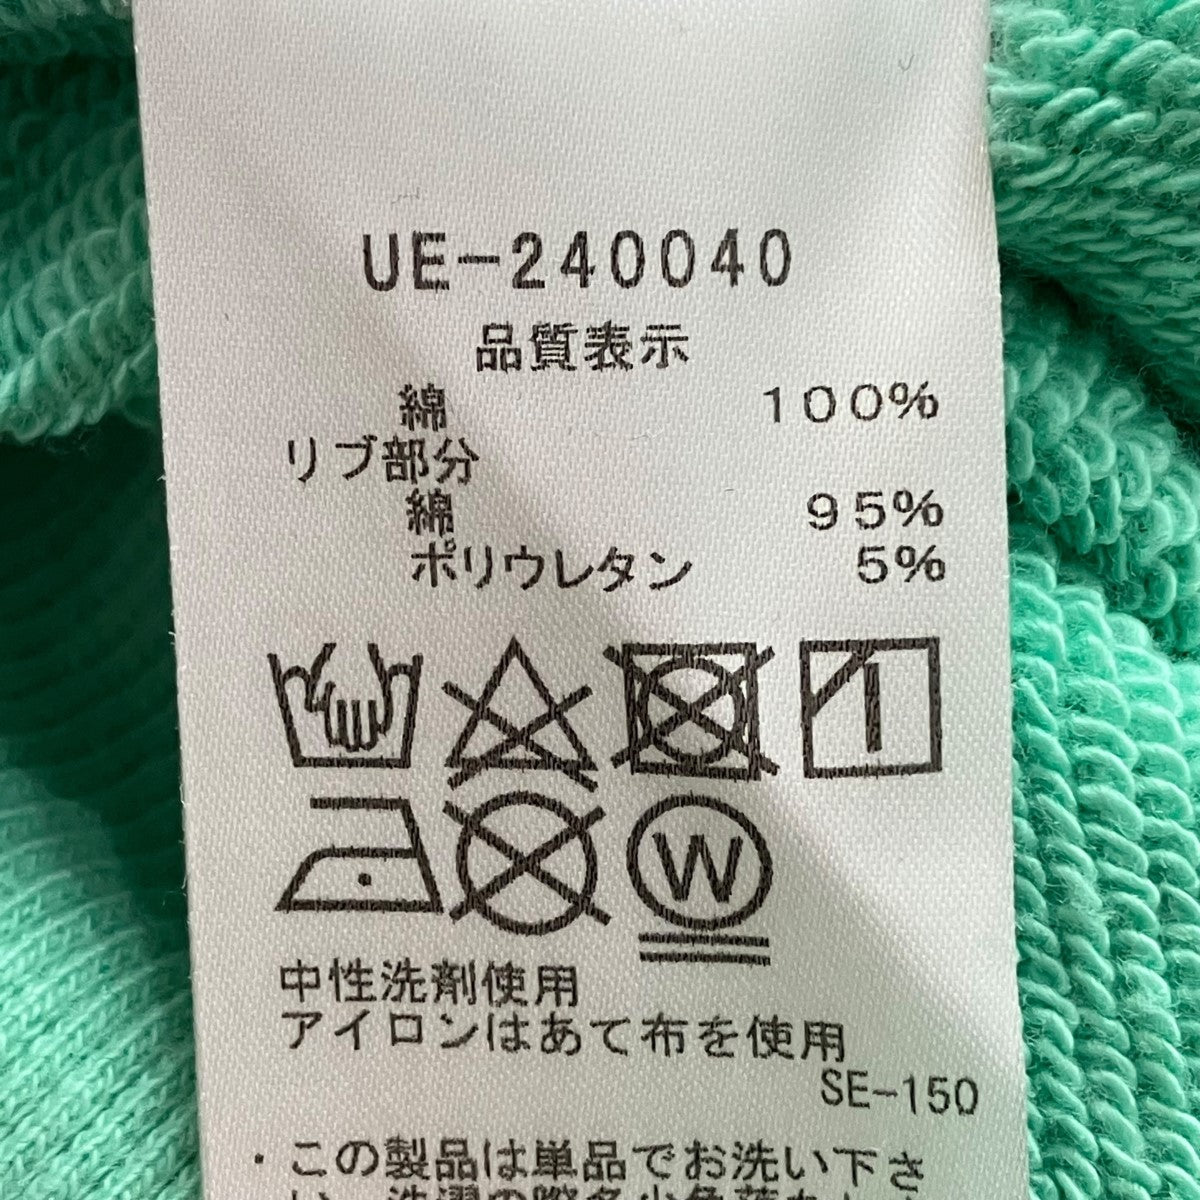 UE-240040
品質表示
綿 100%
リブ部分
綿 95%
ポリウレタン 5%
W
中性洗剤使用
アイロンはあて布を使用
SE-150
・この製品は単品でお洗い下さ